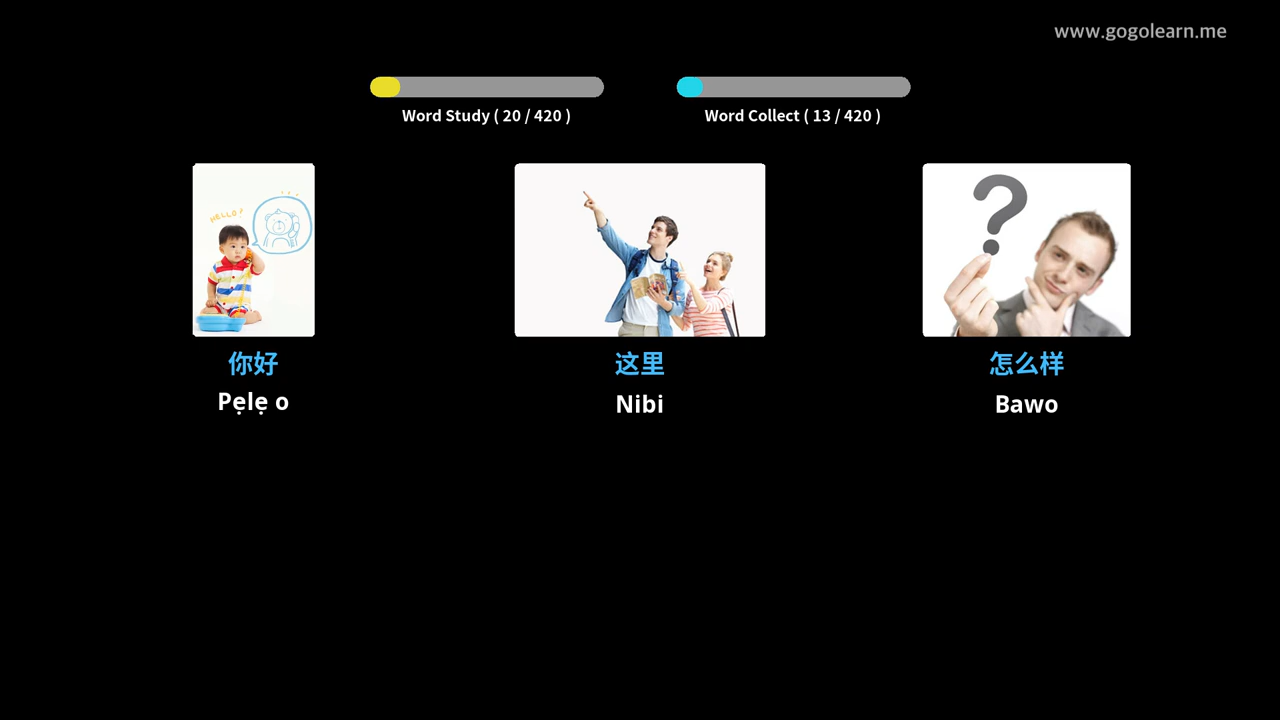 www.gogolearn.me
Word Study ( 20 / 420 )
Word Collect ( 13 / 420 )
HELLO?
你好
这里
怎么样
Pẹlẹ o
Nibi
Bawo